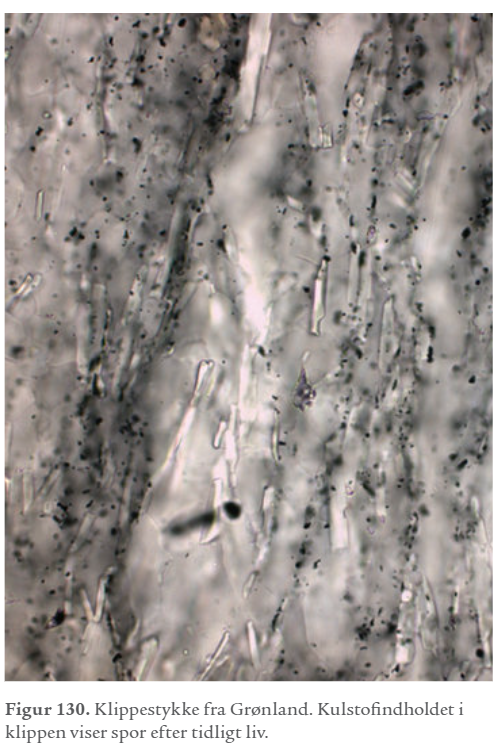 Figur 130. Klippestykke fra Grønland. Kulstofindholdet i
klippen viser spor efter tidligt liv.